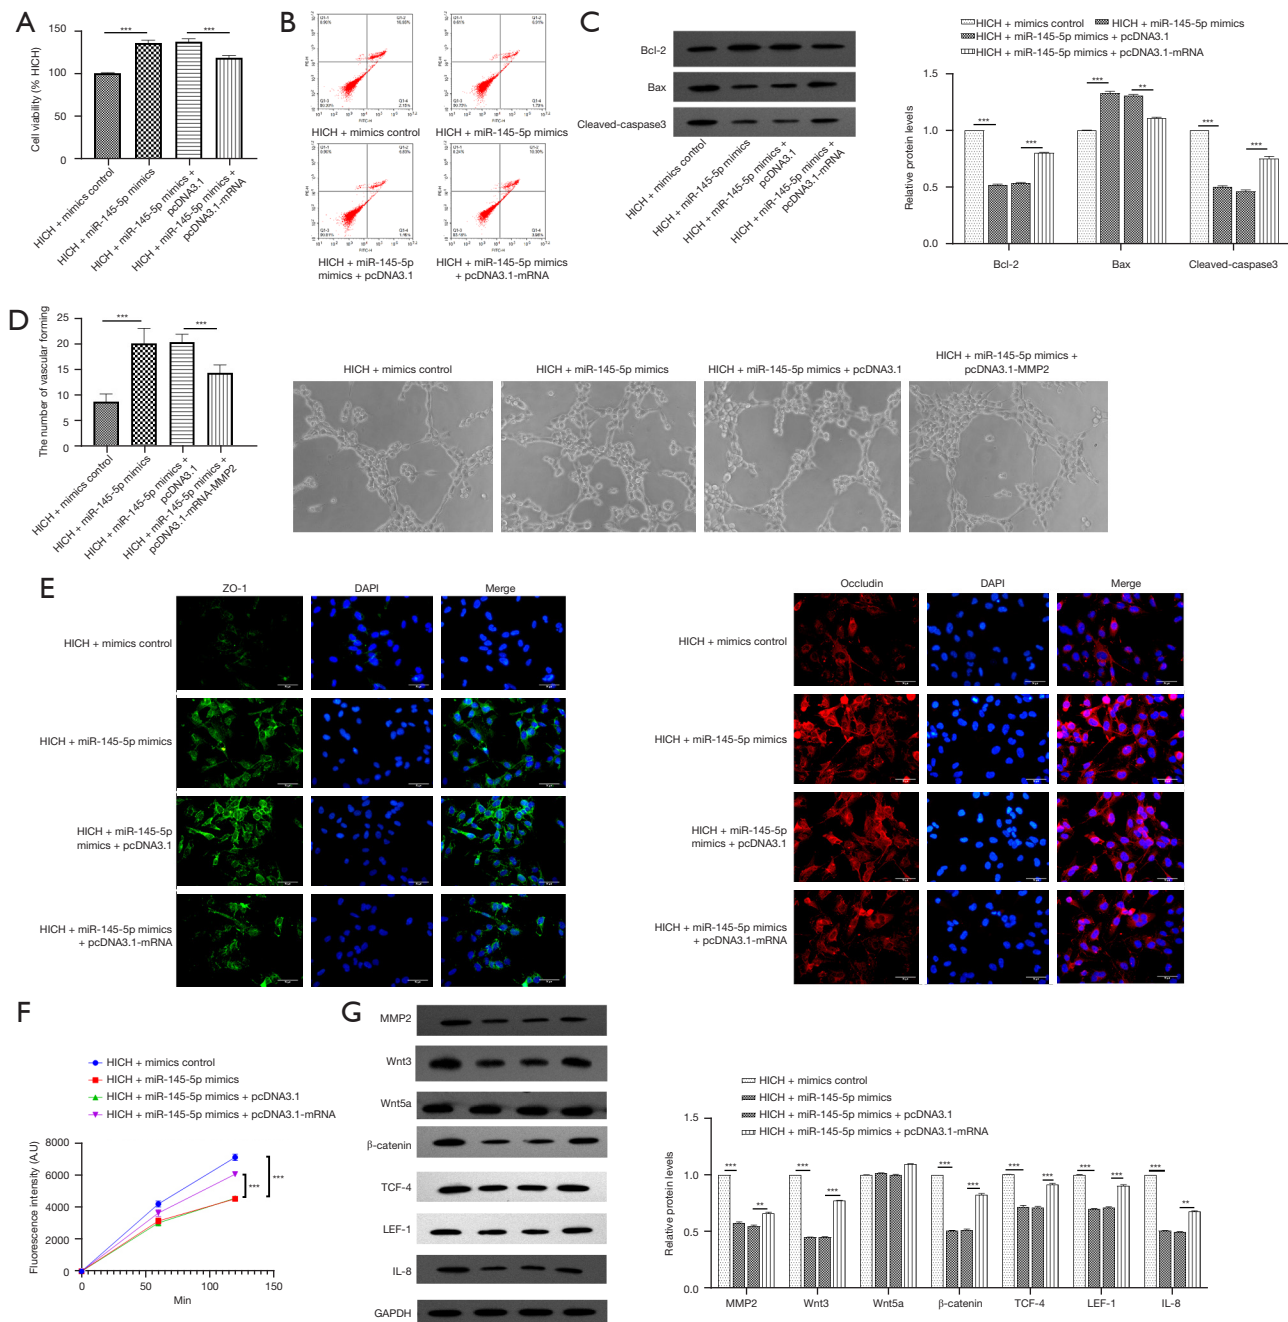 A
Cell viability (% HICH)
150
100
50
0
***
***
HICH + mimics control
HICH + miR-145-5p mimics
HICH + miR-145-5p mimics +
pcDNA3.1
HICH + miR-145-5p mimics +
pcDNA3.1-mRNA
B
HICH + mimics control
HICH + miR-145-5p mimics
HICH + miR-145-5p
mimics + pcDNA3.1
HICH + miR-145-5p mimics
+ pcDNA3.1-mRNA
FITC-H
FITC-H
FITC-H
FITC-H
C
Bcl-2
Bax
Cleaved-caspase3
HICH + mimics control
HICH + miR-145-5p mimics
HICH + miR-145-5p mimics +
pcDNA3.1
HICH + miR-145-5p mimics +
pcDNA3.1-mRNA
HICH + mimics control
HICH + miR-145-5p mimics
HICH + miR-145-5p mimics + pcDNA3.1
HICH + miR-145-5p mimics + pcDNA3.1-mRNA
Relative protein levels
1.5
1.0
0.5
0.0
***
***
***
**
***
***
Bcl-2
Bax
Cleaved-caspase3
D
The number of vascular forming
25
20
15
10
5
0
***
***
HICH + mimics control
HICH + miR-145-5p mimics
HICH + miR-145-5p mimics +
pcDNA3.1
HICH + miR-145-5p mimics +
pcDNA3.1-mRNA-MMP2
HICH + mimics control
HICH + miR-145-5p mimics
HICH + miR-145-5p mimics + pcDNA3.1
HICH + miR-145-5p mimics +
pcDNA3.1-MMP2
E
ZO-1
DAPI
Merge
HICH + mimics control
HICH + miR-145-5p mimics
HICH + miR-145-5p
mimics + pcDNA3.1
HICH + miR-145-5p mimics
+ pcDNA3.1-mRNA
Occludin
DAPI
Merge
HICH + mimics control
HICH + miR-145-5p mimics
HICH + miR-145-5p
mimics + pcDNA3.1
HICH + miR-145-5p mimics
+ pcDNA3.1-mRNA
F
HICH + mimics control
HICH + miR-145-5p mimics
HICH + miR-145-5p mimics + pcDNA3.1
HICH + miR-145-5p mimics + pcDNA3.1-mRNA
Fluorescence intensity (A.U)
8000
6000
4000
2000
0
***
***
0
50
100
150
Min
G
MMP2
Wnt3
Wnt5a
β-catenin
TCF-4
LEF-1
IL-8
GAPDH
HICH + mimics control
HICH + miR-145-5p mimics
HICH + miR-145-5p mimics + pcDNA3.1
HICH + miR-145-5p mimics + pcDNA3.1-mRNA
Relative protein levels
1.5
1.0
0.5
0.0
***
**
***
***
***
***
***
***
***
***
***
**
MMP2
Wnt3
Wnt5a
β-catenin
TCF-4
LEF-1
IL-8